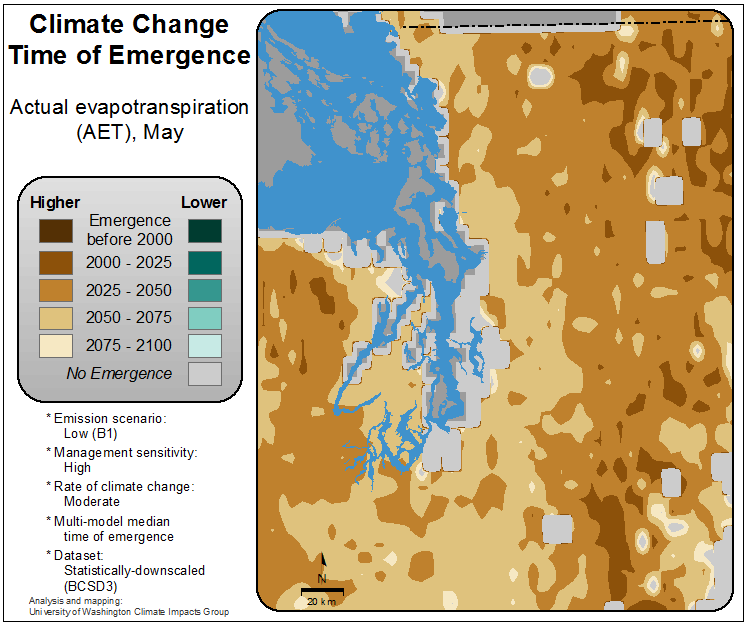 Climate Change
Time of Emergence
Actual evapotranspiration
(AET), May
Higher Lower
Emergence
before 2000
2000 - 2025
2025 - 2050
2050 - 2075
2075 - 2100
No Emergence
* Emission scenario:
Low (B1)
* Management sensitivity:
High
* Rate of climate change:
Moderate
* Multi-model median
time of emergence
* Dataset:
Statistically-downscaled
(BCSD3)
Analysis and mapping:
University of Washington Climate Impacts Group
N
20 km